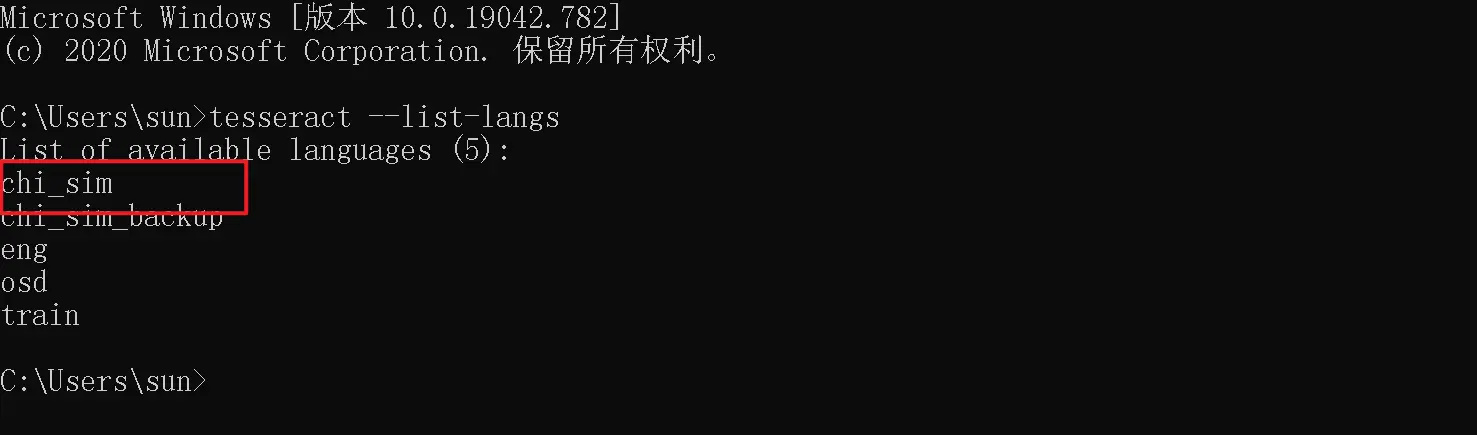 Microsoft Windows [版本 10.0.19042.782]
(c) 2020 Microsoft Corporation. 保留所有权利。
C:\Users\sun>tesseract --list-langs
List of available languages (5):
chi_sim
chi_sim_backup
eng
osd
train
C:\Users\sun>